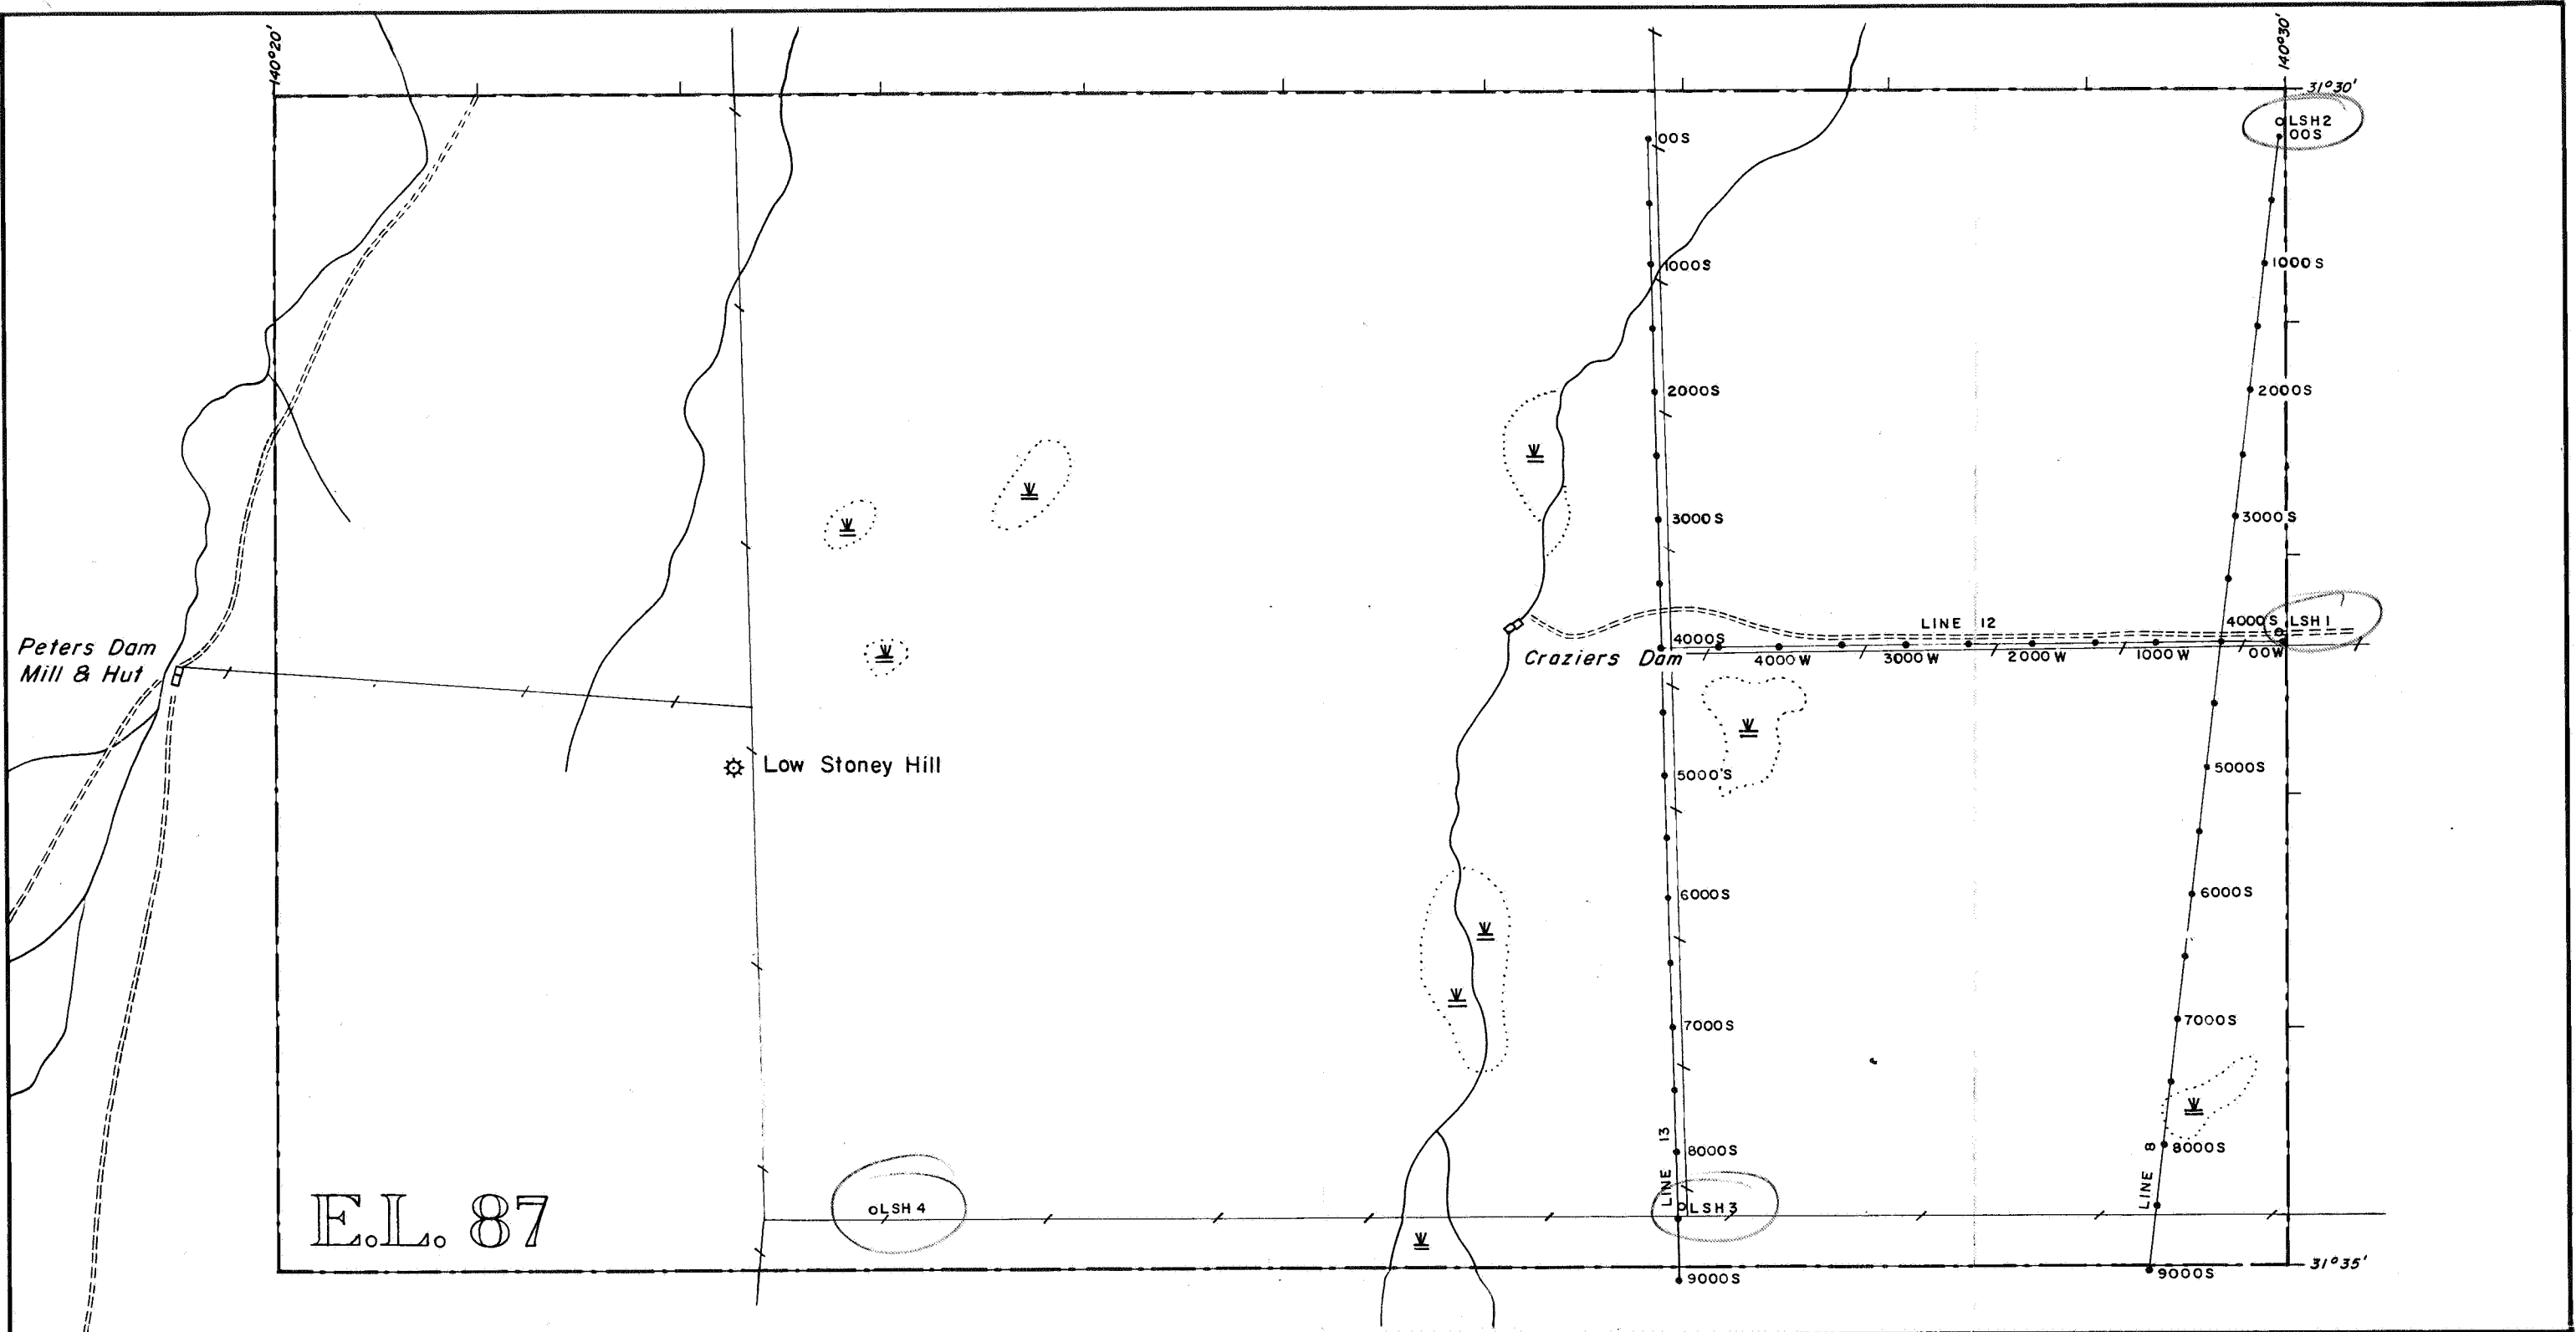 140°20'
140°30'
31°30'
LSH2
00S
00S
1000S
1000S
2000S
2000S
3000S
3000S
LINE 12
4000'S LSH1
4000S
Peters Dam
Mill & Hut
Craziers Dam
4000W
3000W
2000W
1000W
00W
Low Stoney Hill
5000'S
5000S
6000S
6000S
7000S
7000S
LINE 13
8000S
LINE 8
8000S
E.L. 87
LSH4
LSH3
31°35'
9000S
9000S